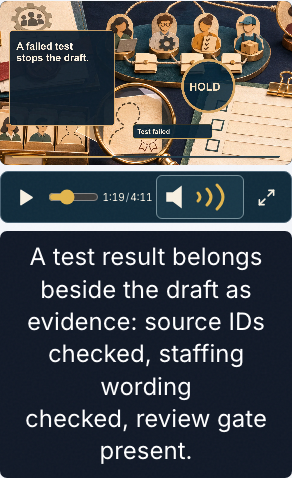 A failed test
stops the draft.
HOLD
Test failed
1:19/4:11
A test result belongs
beside the draft as
evidence: source IDs
checked, staffing
wording
checked, review gate
present.